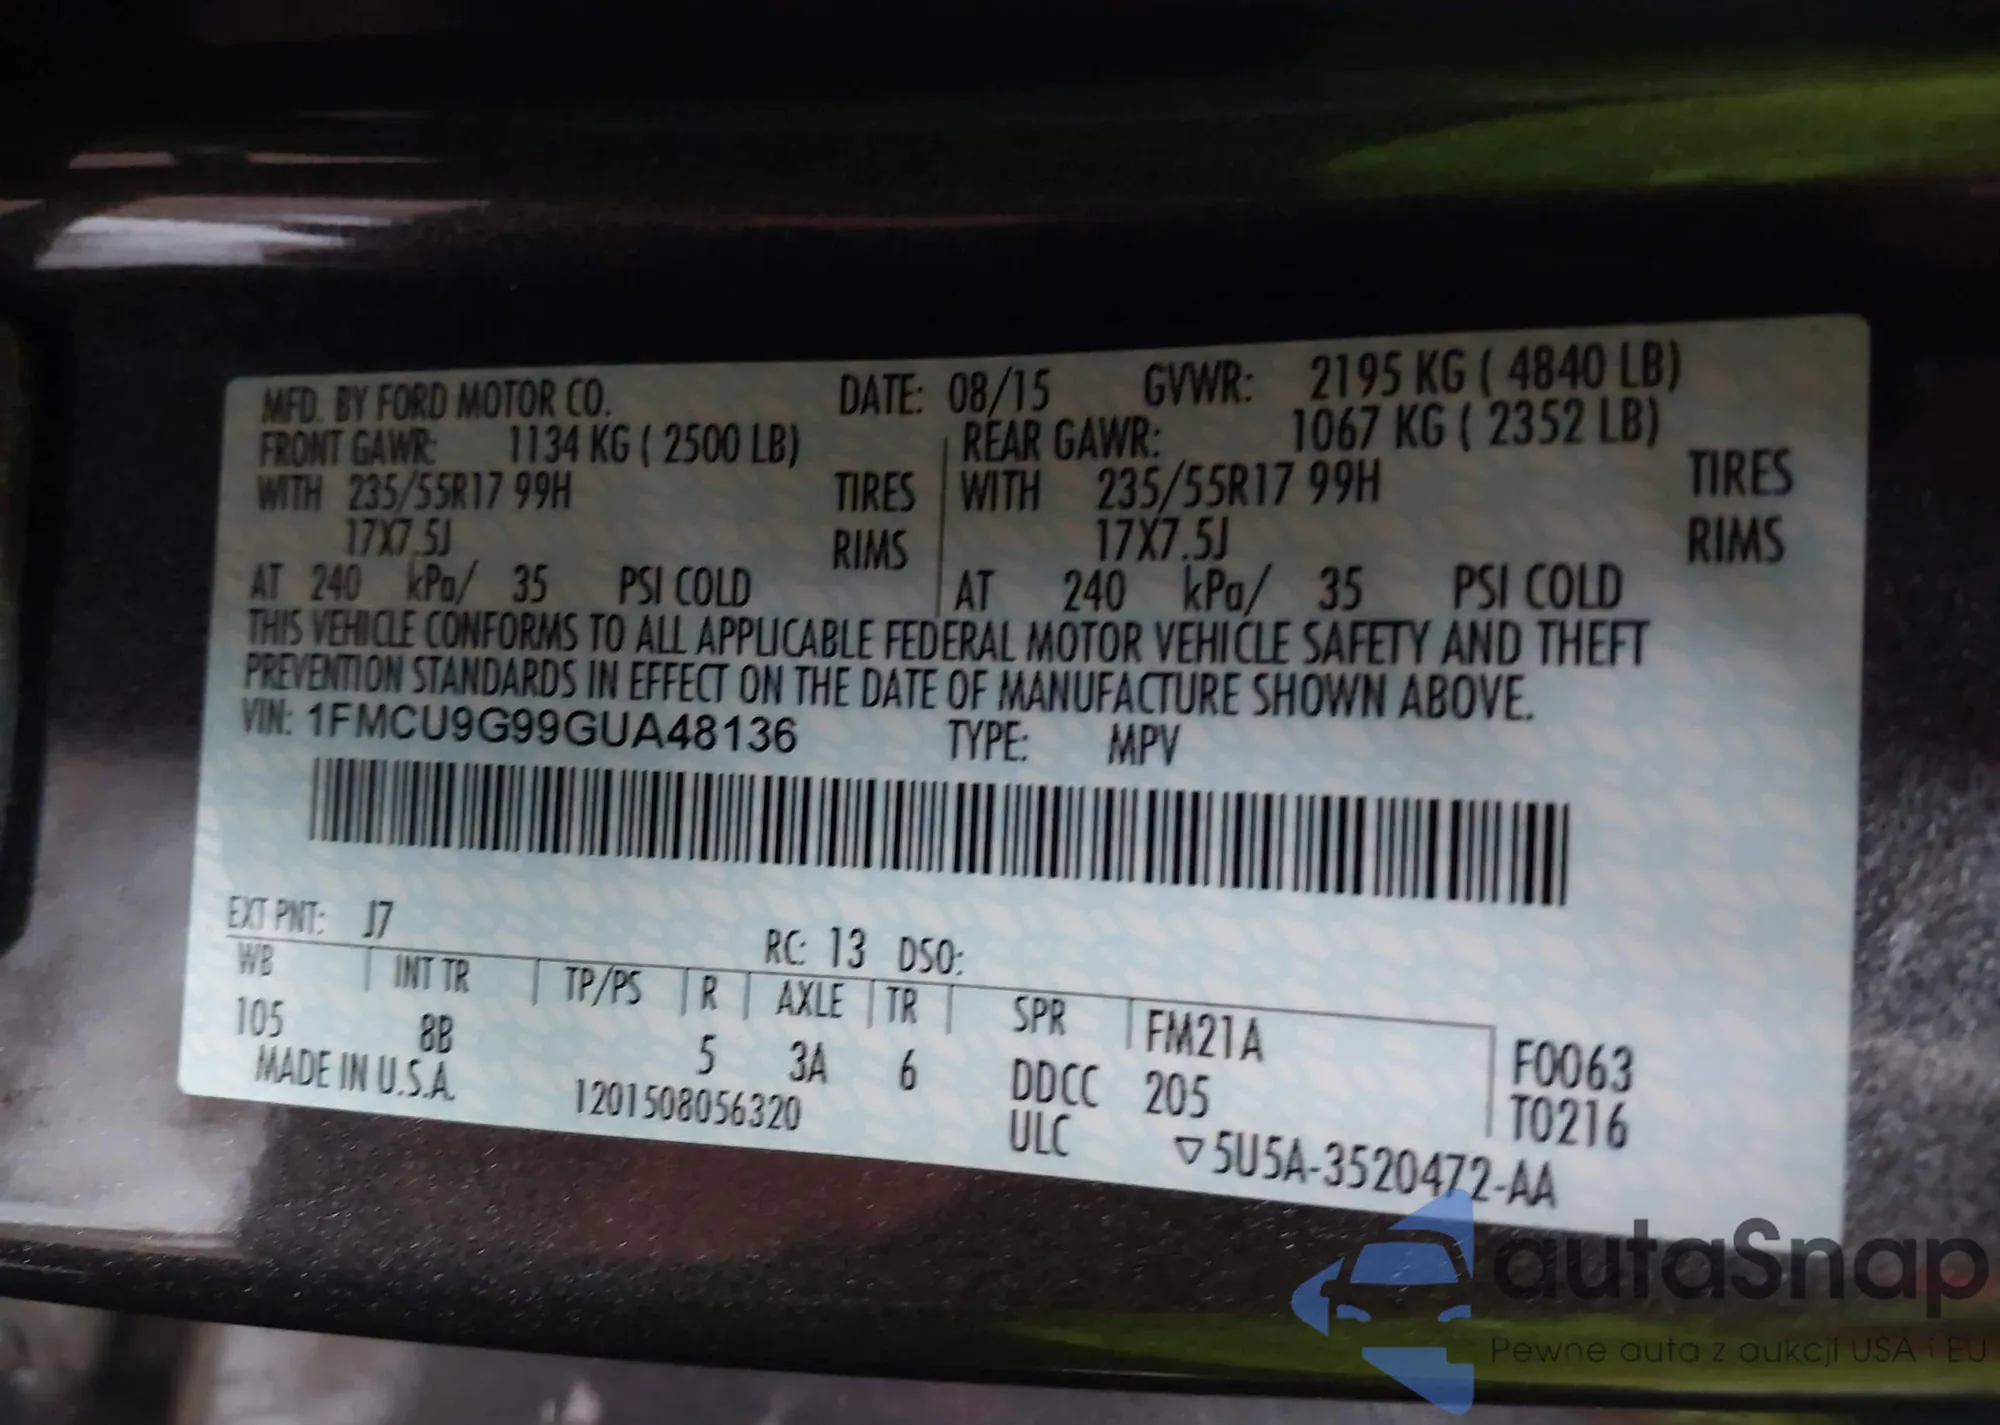 MFD. BY FORD MOTOR CO. DATE: 08/15 GVWR: 2195 KG ( 4840 LB)
FRONT GAWR: 1134 KG ( 2500 LB) REAR GAWR: 1067 KG ( 2352 LB)
WITH 235/55R17 99H TIRES WITH 235/55R17 99H TIRES
17X7.5J RIMS 17X7.5J RIMS
AT 240 kPa/ 35 PSI COLD AT 240 kPa/ 35 PSI COLD
THIS VEHICLE CONFORMS TO ALL APPLICABLE FEDERAL MOTOR VEHICLE SAFETY AND THEFT
PREVENTION STANDARDS IN EFFECT ON THE DATE OF MANUFACTURE SHOWN ABOVE.
VIN: 1FMCU9G99GUA48136 TYPE: MPV
EXT PNT: J7 RC: 13 DSO:
WB INT TR TP/PS R AXLE TR SPR FM21A F0063
105 8B 5 3A 6 DDCC 205 T0216
MADE IN U.S.A. 1201508056320 ULC ▽5U5A-3520472-AA
autaSnap
Pewne auta z aukcji USA i EU